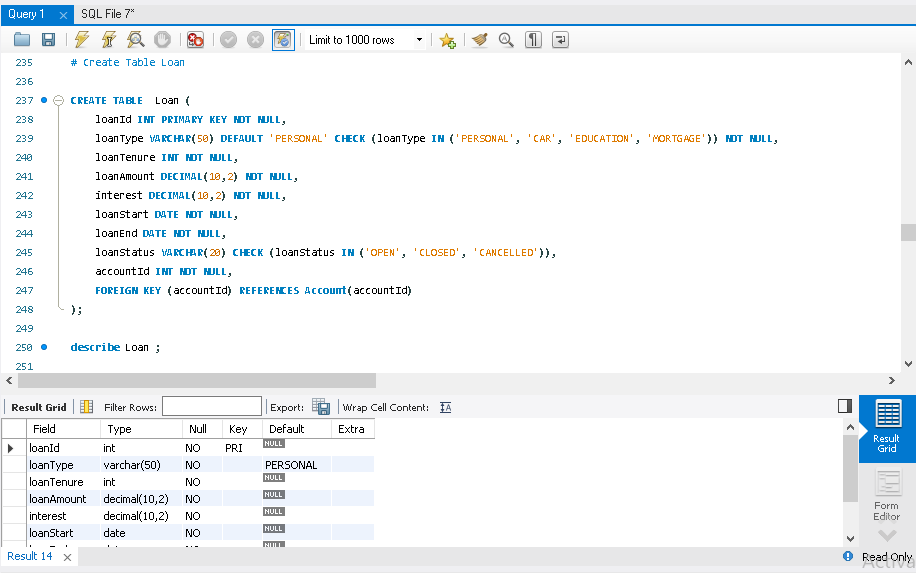 Query 1 × SQL File 7*
Limit to 1000 rows
235 # Create Table Loan
236
237 CREATE TABLE Loan (
238 loanId INT PRIMARY KEY NOT NULL,
239 loanType VARCHAR(50) DEFAULT 'PERSONAL' CHECK (loanType IN ('PERSONAL', 'CAR', 'EDUCATION', 'MORTGAGE')) NOT NULL,
240 loanTenure INT NOT NULL,
241 loanAmount DECIMAL(10,2) NOT NULL,
242 interest DECIMAL(10,2) NOT NULL,
243 loanStart DATE NOT NULL,
244 loanEnd DATE NOT NULL,
245 loanStatus VARCHAR(20) CHECK (loanStatus IN ('OPEN', 'CLOSED', 'CANCELLED')),
246 accountId INT NOT NULL,
247 FOREIGN KEY (accountId) REFERENCES Account(accountId)
248 );
249
250 describe Loan ;
251
Result Grid Filter Rows: Export: Wrap Cell Content: IA
Field Type Null Key Default Extra
loanId int NO PRI NULL
loanType varchar(50) NO PERSONAL
loanTenure int NO NULL
loanAmount decimal(10,2) NO NULL
interest decimal(10,2) NO NULL
loanStart date NO NULL
NULL
Result Grid
Form Editor
Result 14 × Read Only